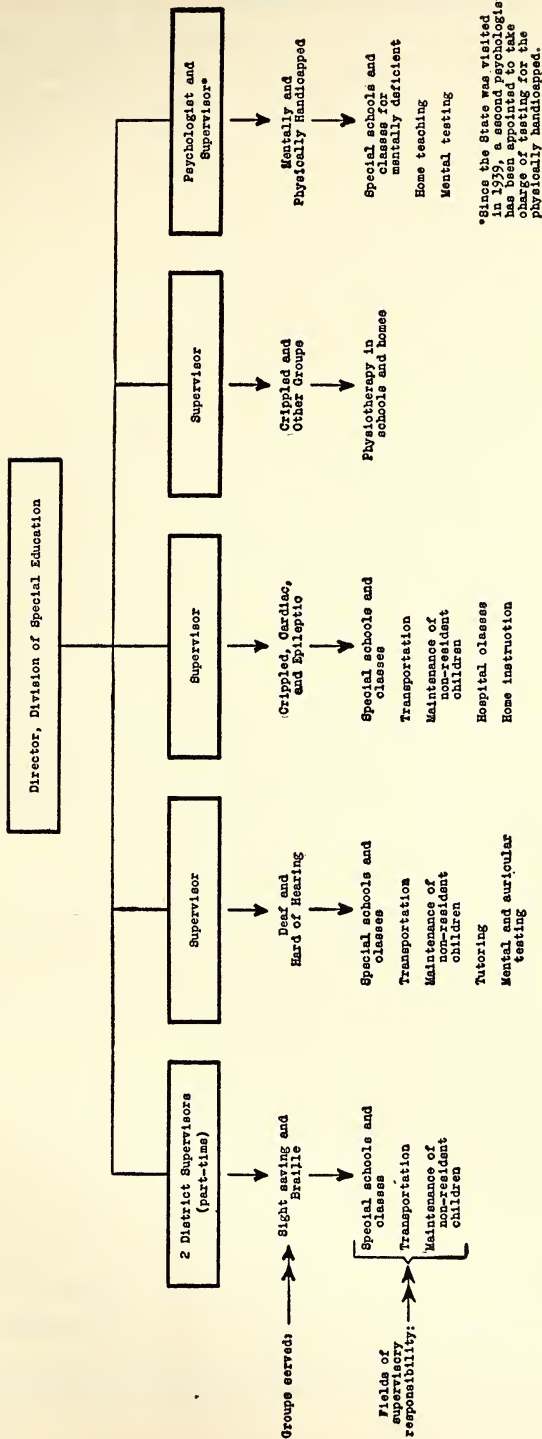 Director, Division of Special Education
2 District Supervisors
(part-time)
Supervisor
Supervisor
Supervisor
Psychologist and
Supervisor*
Groups served:
Sight saving and
Braille
Deaf and
Hard of Hearing
Crippled, Cardiac,
and Epileptic
Crippled and
Other Groups
Mentally and
Physically Handicapped
Fields of
supervisory
responsibility:
Special schools and
classes
Transportation
Maintenance of
non-resident
children
Special schools and
classes
Transportation
Maintenance of
non-resident
children
Tutoring
Mental and auricular
testing
Special schools and
classes
Transportation
Maintenance of
non-resident
children
Hospital classes
Home instruction
Physiotherapy in
schools and homes
Special schools and
classes for
mentally deficient
Home teaching
Mental testing
*Since the State was visited
in 1939, a second psychologis
has been appointed to take
charge of testing for the
physically handicapped.